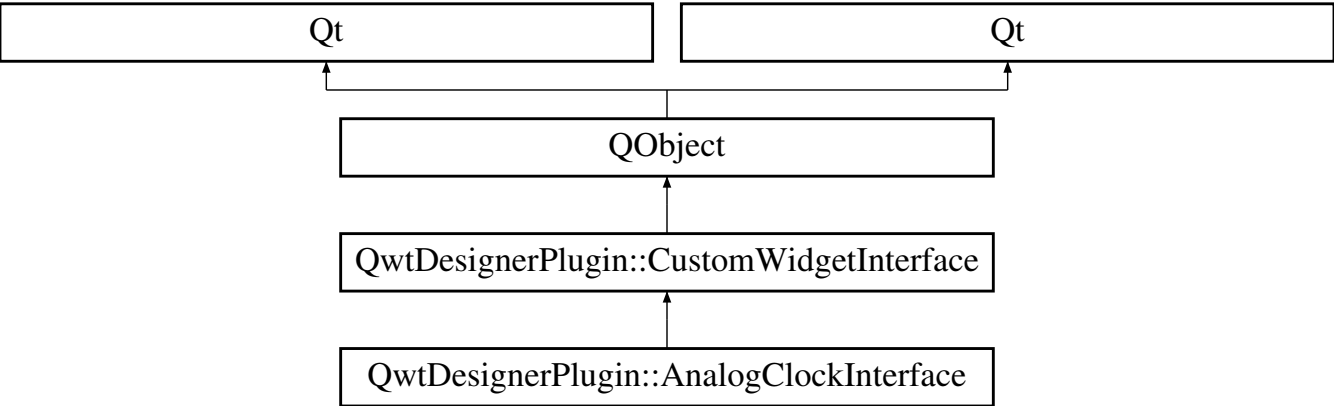 Qt
Qt
QObject
QwtDesignerPlugin::CustomWidgetInterface
QwtDesignerPlugin::AnalogClockInterface